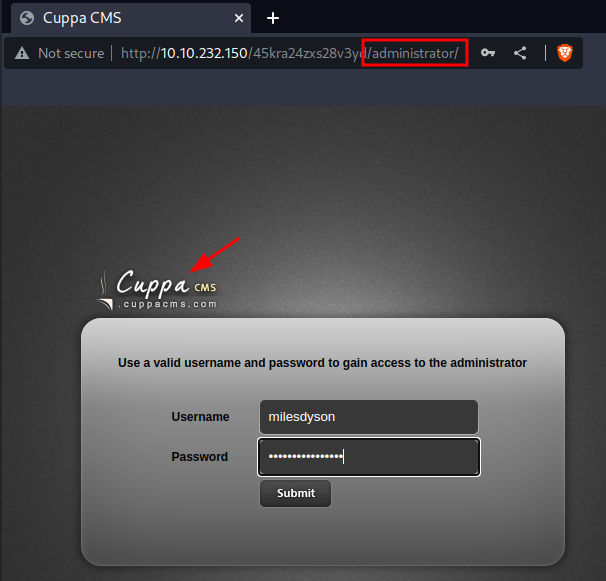 Cuppa CMS
Not secure http://10.10.232.150/45kra24zxs28v3yd/administrator/
Cuppa CMS
.cuppacms.com
Use a valid username and password to gain access to the administrator
Username milesdyson
Password ••••••••••••••••
Submit